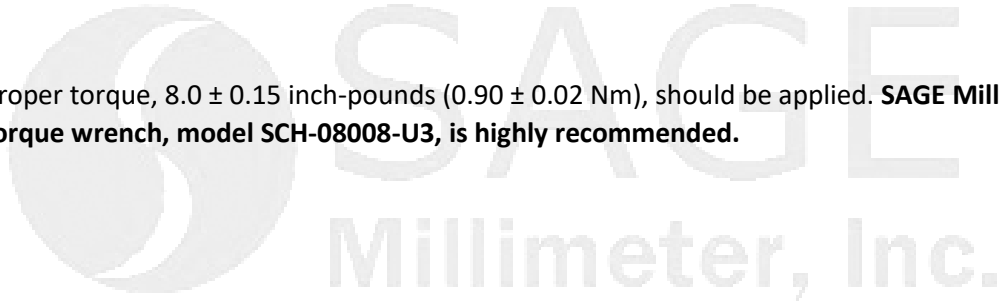 roper torque, 8.0 ± 0.15 inch-pounds (0.90 ± 0.02 Nm), should be applied. SAGE Mill
orque wrench, model SCH-08008-U3, is highly recommended.
SAGE
Millimeter, Inc.